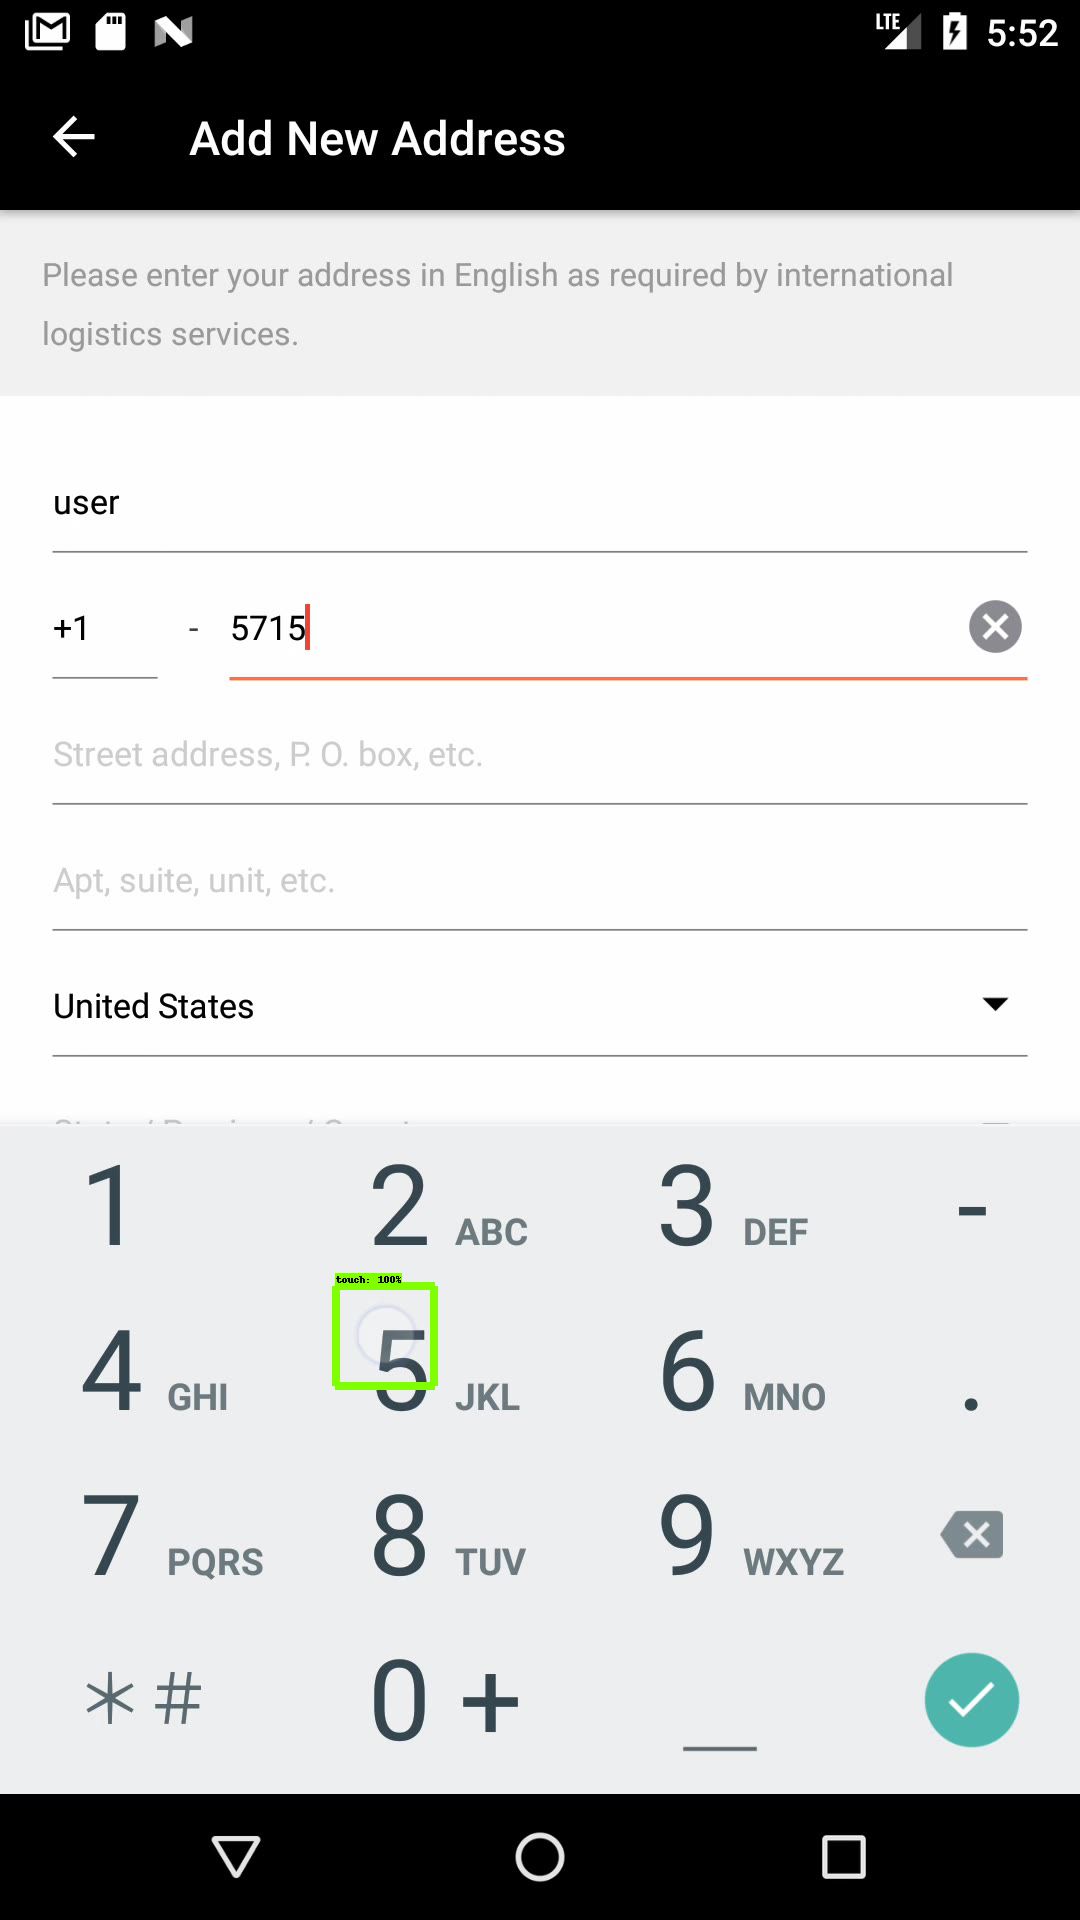 LTE 5:52
Add New Address
Please enter your address in English as required by international
logistics services.
user
+1 - 5715
Street address, P. O. box, etc.
Apt, suite, unit, etc.
United States
1 2 ABC 3 DEF -
touch: 100%
4 GHI 5 JKL 6 MNO .
7 PQRS 8 TUV 9 WXYZ
*# 0 + _